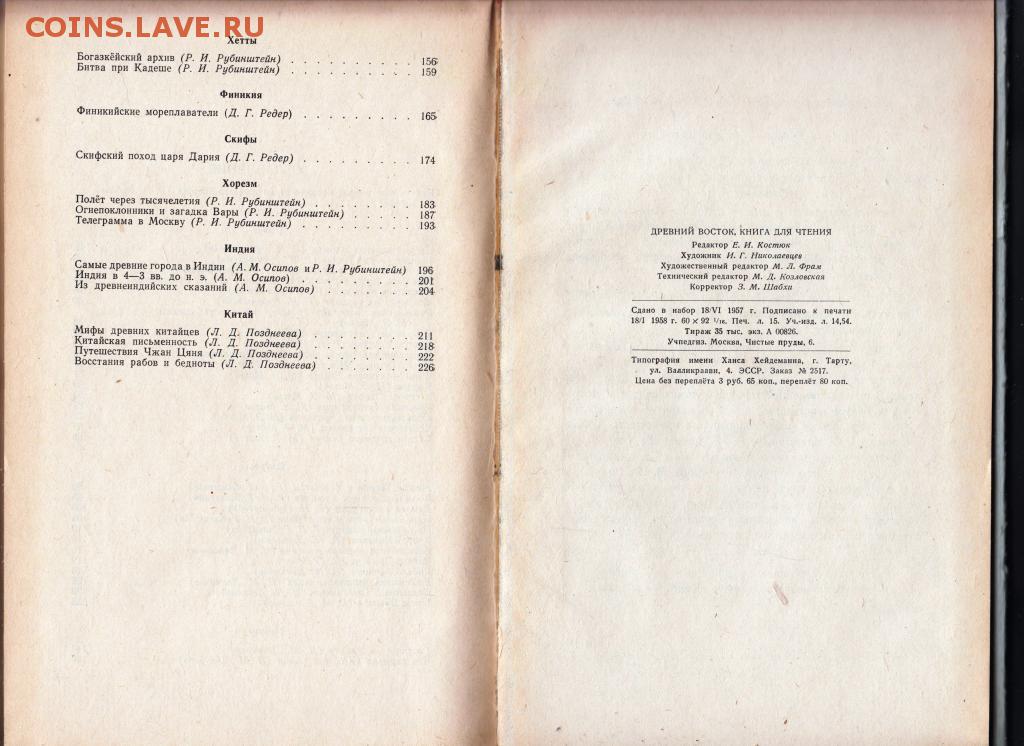 COINS.LAVE.RU
Хетты
Богазкёйский архив (Р. И. Рубинштейн) . . . . . . . . . 156
Битва при Кадеше (Р. И. Рубинштейн) . . . . . . . . . 159
Финикия
Финикийские мореплаватели (Д. Г. Редер) . . . . . . . . 165
Скифы
Скифский поход царя Дария (Д. Г. Редер) . . . . . . . . 174
Хорезм
Полёт через тысячелетия (Р. И. Рубинштейн) . . . . . . . 183
Огнепоклонники и загадка Вары (Р. И. Рубинштейн) . . . . . 187
Телеграмма в Москву (Р. И. Рубинштейн) . . . . . . . . 193
Индия
Самые древние города в Индии (А. М. Осипов и Р. И. Рубинштейн) 196
Индия в 4—3 вв. до н. э. (А. М. Осипов) . . . . . . . . 201
Из древнеиндийских сказаний (А. М. Осипов) . . . . . . . 204
Китай
Мифы древних китайцев (Л. Д. Позднеева) . . . . . . . . 211
Китайская письменность (Л. Д. Позднеева) . . . . . . . . 218
Путешествия Чжан Цяня (Л. Д. Позднеева) . . . . . . . . 222
Восстания рабов и бедноты (Л. Д. Позднеева) . . . . . . . 226
ДРЕВНИЙ ВОСТОК, КНИГА ДЛЯ ЧТЕНИЯ
Редактор Е. И. Костюк
Художник И. Г. Николаевцев
Художественный редактор М. Л. Фрам
Технический редактор М. Д. Козловская
Корректор З. М. Шабхи
Сдано в набор 18/VI 1957 г. Подписано к печати
18/I 1958 г. 60 × 92 1/16. Печ. л. 15. Уч.-изд. л. 14,54.
Тираж 35 тыс. экз. А 00826.
Учпедгиз. Москва, Чистые пруды, 6.
Типография имени Ханса Хейдеманна, г. Тарту,
ул. Валликраави, 4. ЭССР. Заказ № 2517.
Цена без переплёта 3 руб. 65 коп., переплёт 80 коп.